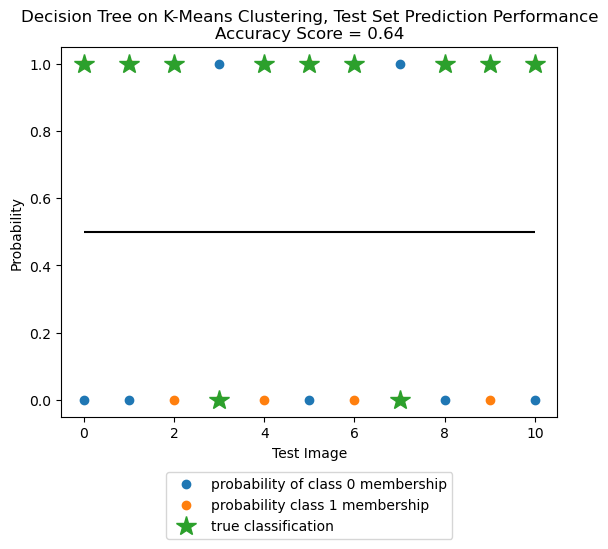 Decision Tree on K-Means Clustering, Test Set Prediction Performance
Accuracy Score = 0.64
1.0
0.8
0.6
0.4
0.2
0.0
Probability
0 2 4 6 8 10
Test Image
probability of class 0 membership
probability class 1 membership
true classification